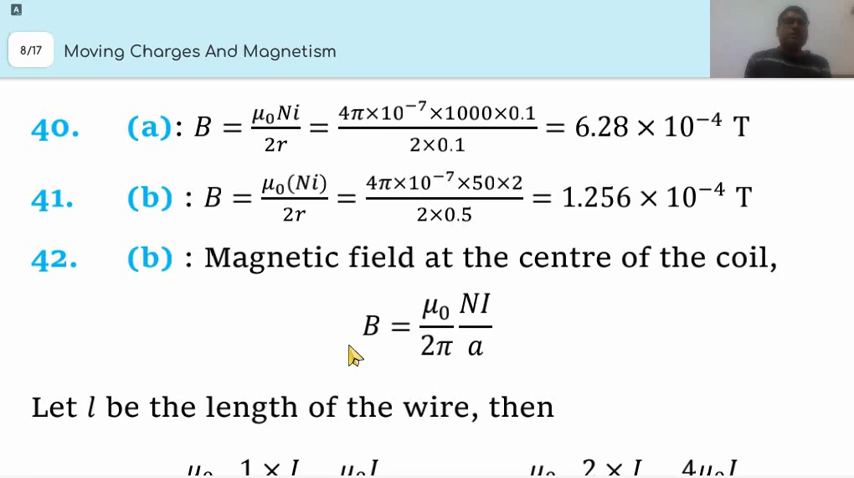 A
8/17 Moving Charges And Magnetism
40. (a): B = μ₀Ni/2r = 4π×10⁻⁷×1000×0.1/2×0.1 = 6.28 × 10⁻⁴ T
41. (b) : B = μ₀(Ni)/2r = 4π×10⁻⁷×50×2/2×0.5 = 1.256 × 10⁻⁴ T
42. (b) : Magnetic field at the centre of the coil,
B = μ₀/2π NI/a
Let l be the length of the wire, then